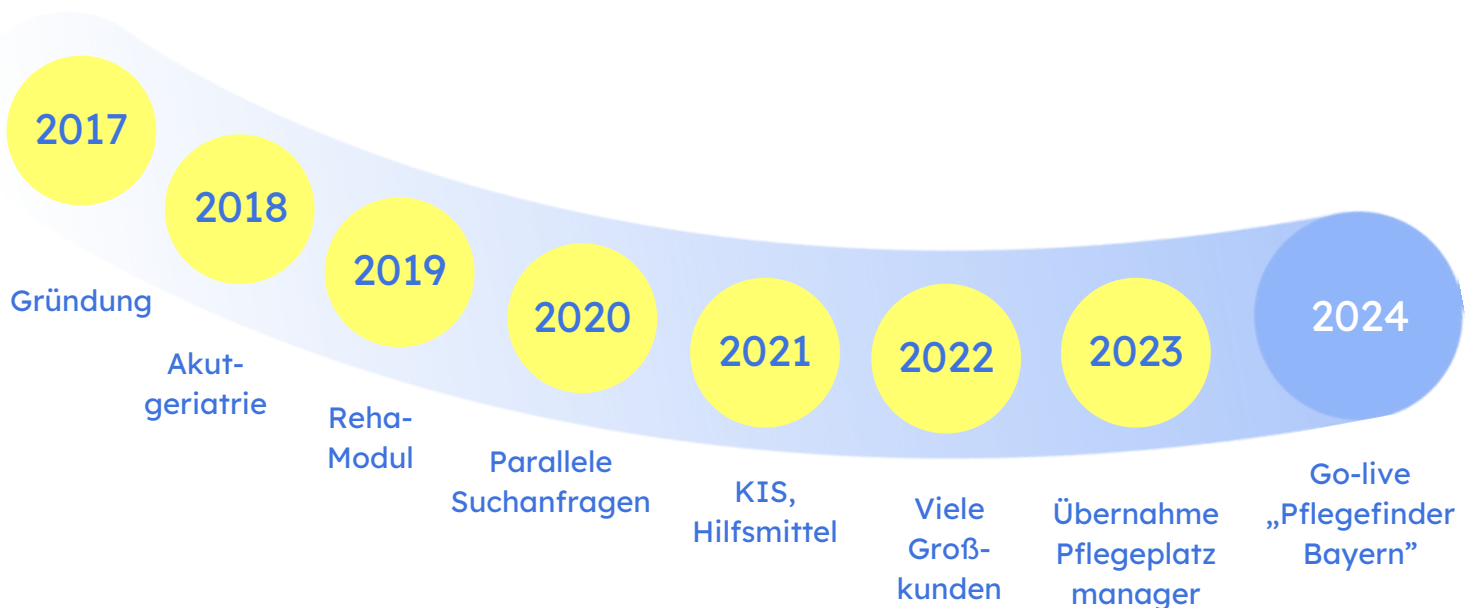 2017
Gründung
2018
Akut-
geriatrie
2019
Reha-
Modul
2020
Parallele
Suchanfragen
2021
KIS,
Hilfsmittel
2022
Viele
Groß-
kunden
2023
Übernahme
Pflegeplatz
manager
2024
Go-live
„Pflegefinder
Bayern”